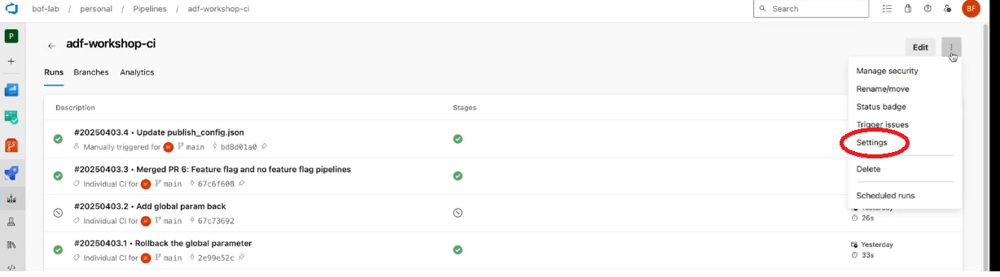 bof-lab / personal / Pipelines / adf-workshop-ci
Search
BF
P
adf-workshop-ci
Edit
Runs Branches Analytics
Manage security
Rename/move
Status badge
Trigger issues
Settings
Delete
Scheduled runs
Description Stages
#20250403.4 • Update publish_config.json
Manually triggered for BF main bd8d01a0
#20250403.3 • Merged PR 6: Feature flag and no feature flag pipelines
Individual CI for BF main 67c6f608
#20250403.2 • Add global param back
Yesterday
Individual CI for BF main 67c73692
26s
#20250403.1 • Rollback the global parameter
Yesterday
Individual CI for BF main 2e99e52c
33s